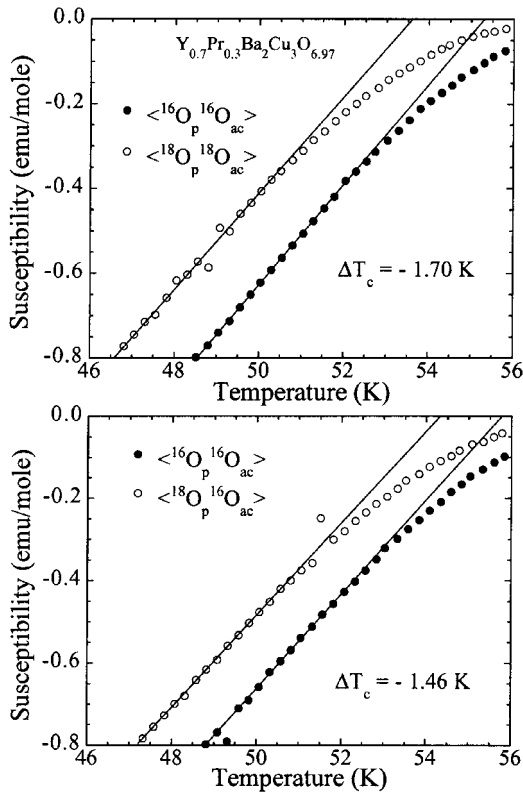 Y0.7Pr0.3Ba2Cu3O6.97
<16Op16Oac>
<18Op18Oac>
ΔTc = - 1.70 K
0.0
-0.2
-0.4
-0.6
-0.8
Susceptibility (emu/mole)
46 48 50 52 54 56
Temperature (K)
<16Op16Oac>
<18Op16Oac>
ΔTc = - 1.46 K
0.0
-0.2
-0.4
-0.6
-0.8
Susceptibility (emu/mole)
46 48 50 52 54 56
Temperature (K)